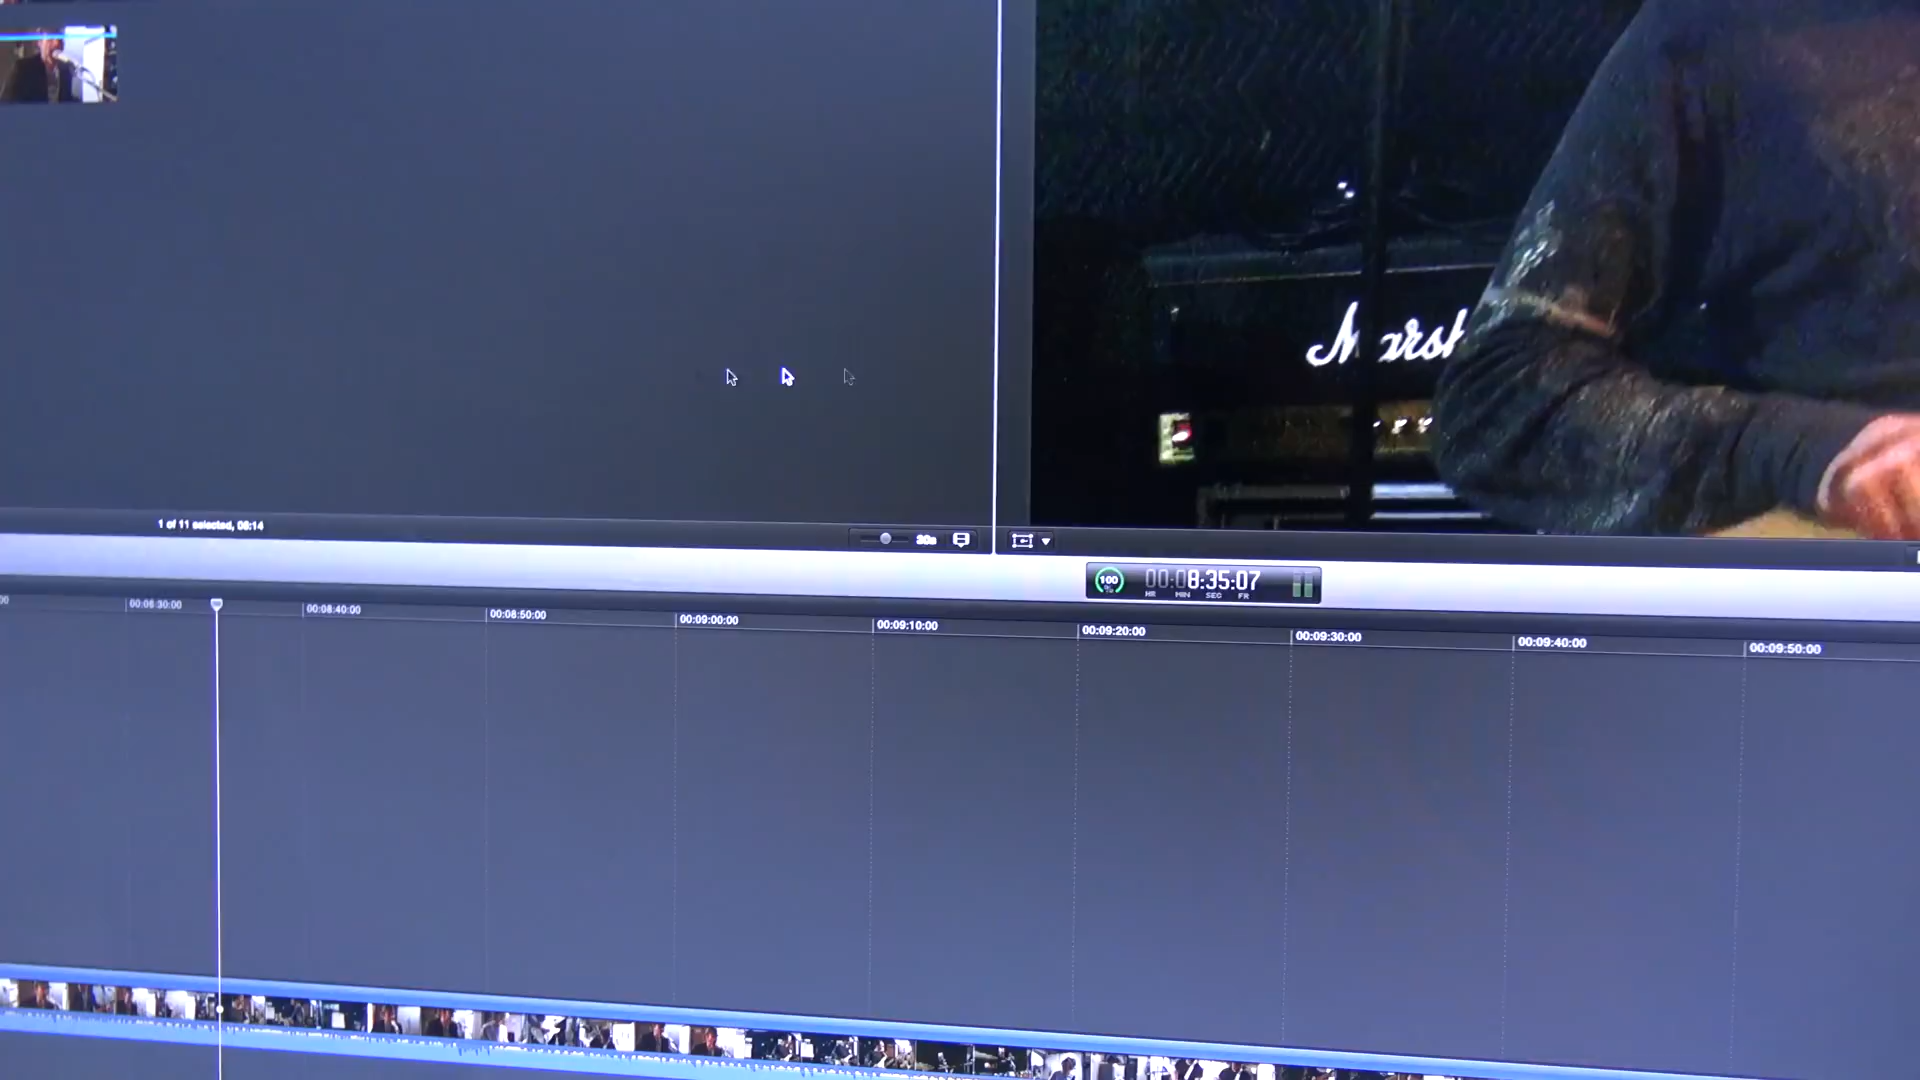 Marsh
1 of 11 selected, 08:14
30s
100
00:08:35:07
HR MIN SEC FR
00:08:30:00
00:08:40:00
00:08:50:00
00:09:00:00
00:09:10:00
00:09:20:00
00:09:30:00
00:09:40:00
00:09:50:00